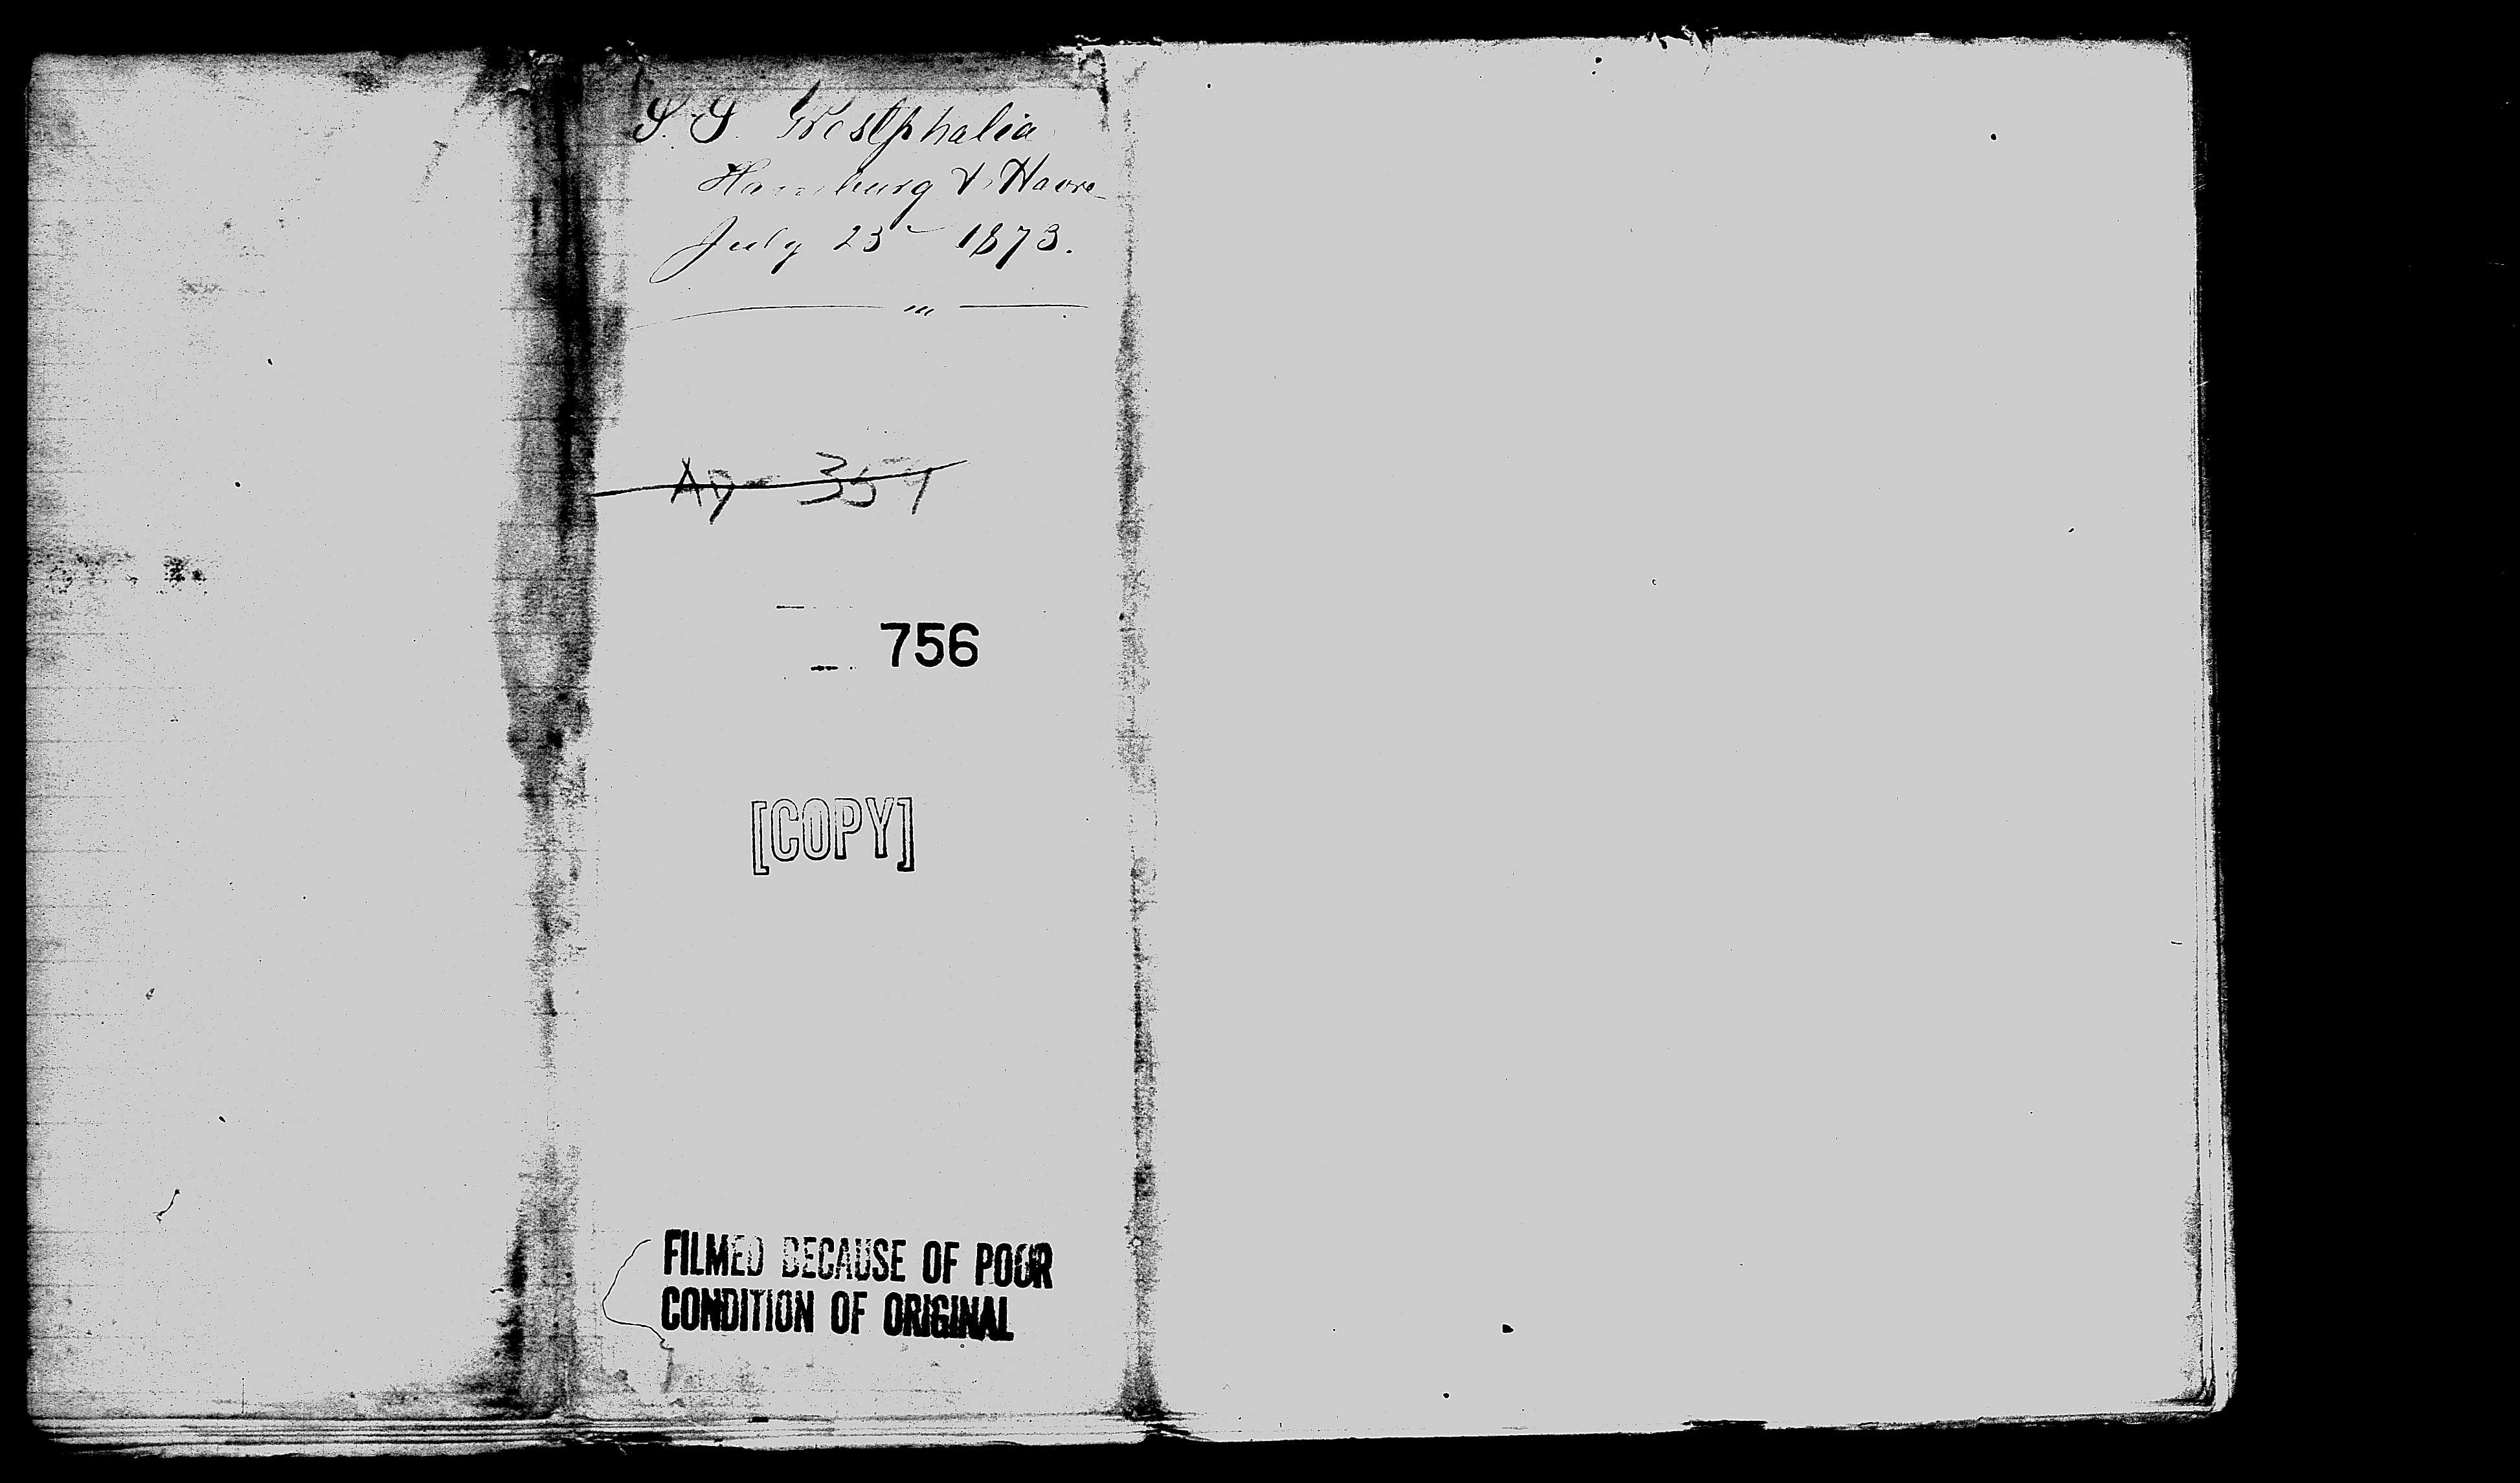 S. S. Westphalia
Hamburg & Havre
July 23 - 1873.
756
[COPY]
FILMED BECAUSE OF POOR
CONDITION OF ORIGINAL